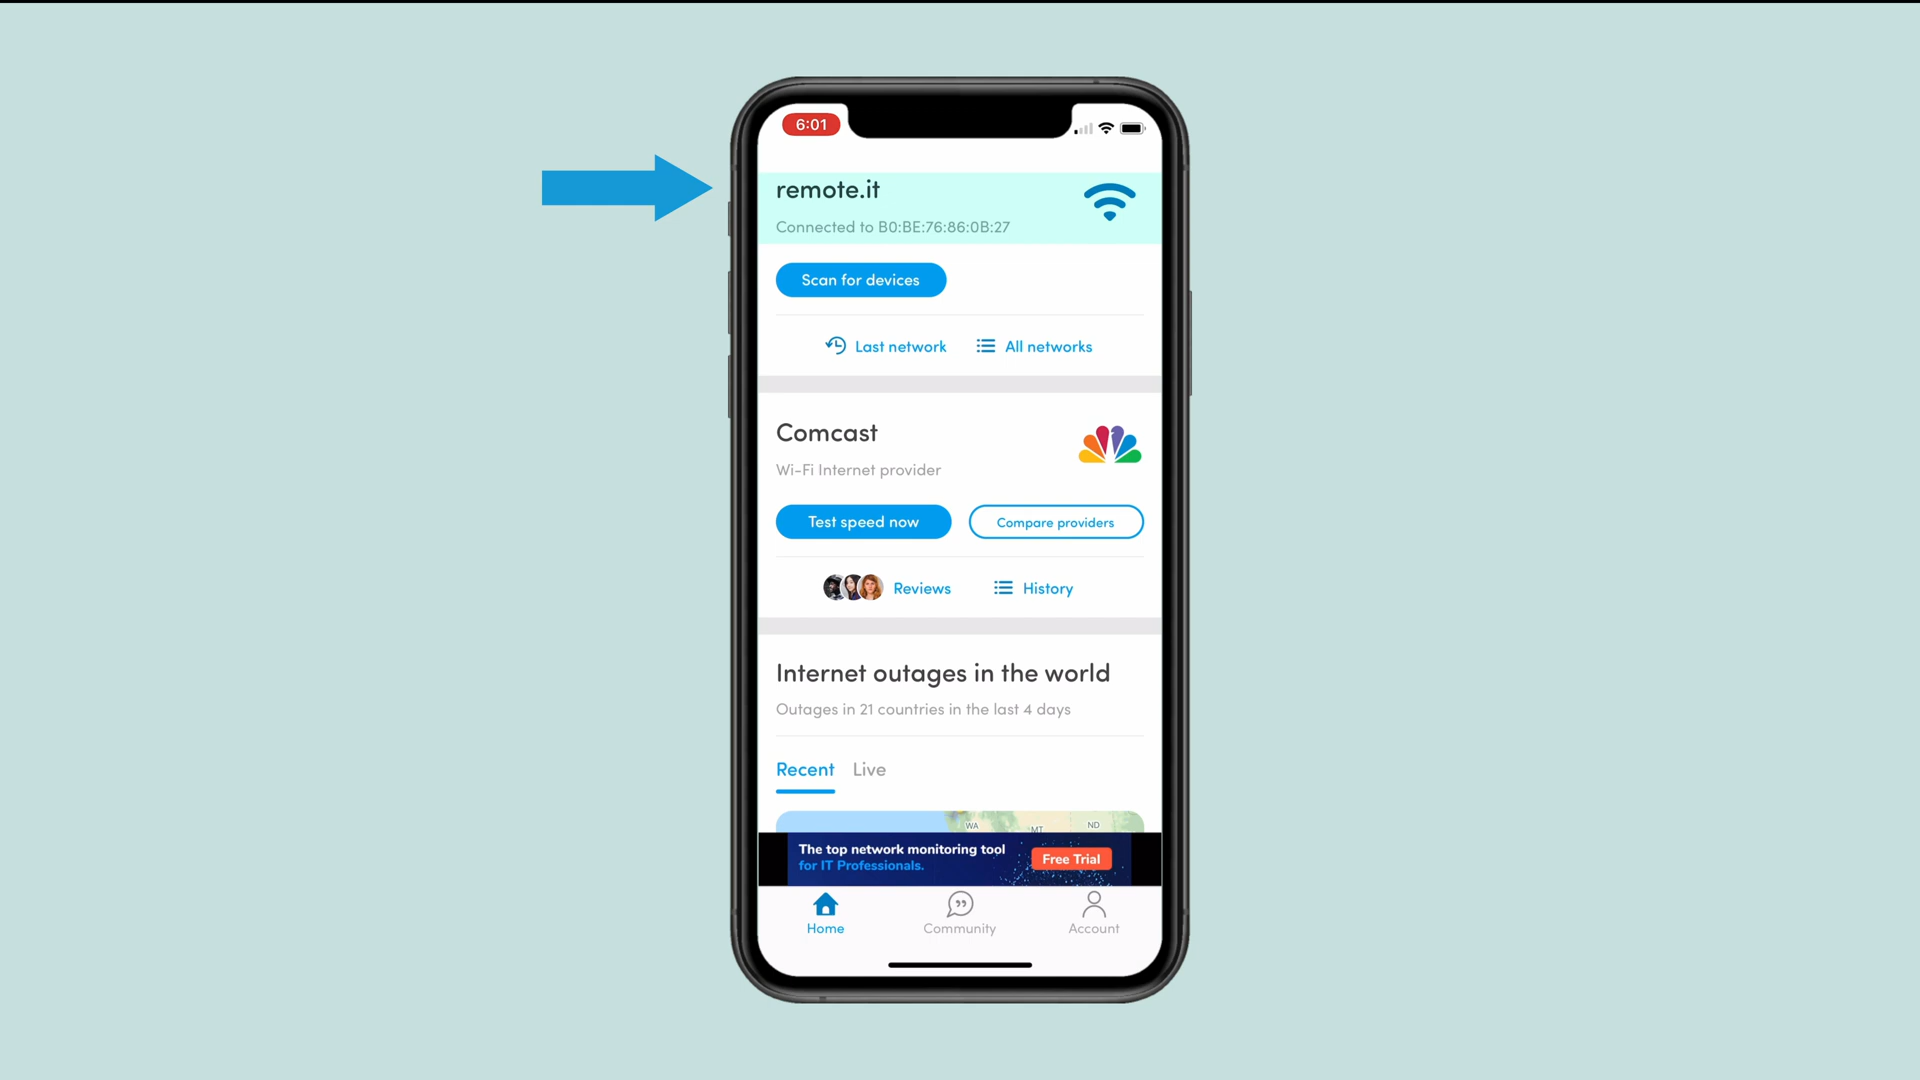 6:01
remote.it
Connected to B0:BE:76:86:0B:27
Scan for devices
Last network
All networks
Comcast
Wi-Fi Internet provider
Test speed now
Compare providers
Reviews
History
Internet outages in the world
Outages in 21 countries in the last 4 days
Recent
Live
WA
MT
ND
The top network monitoring tool
for IT Professionals.
Free Trial
Home
Community
Account